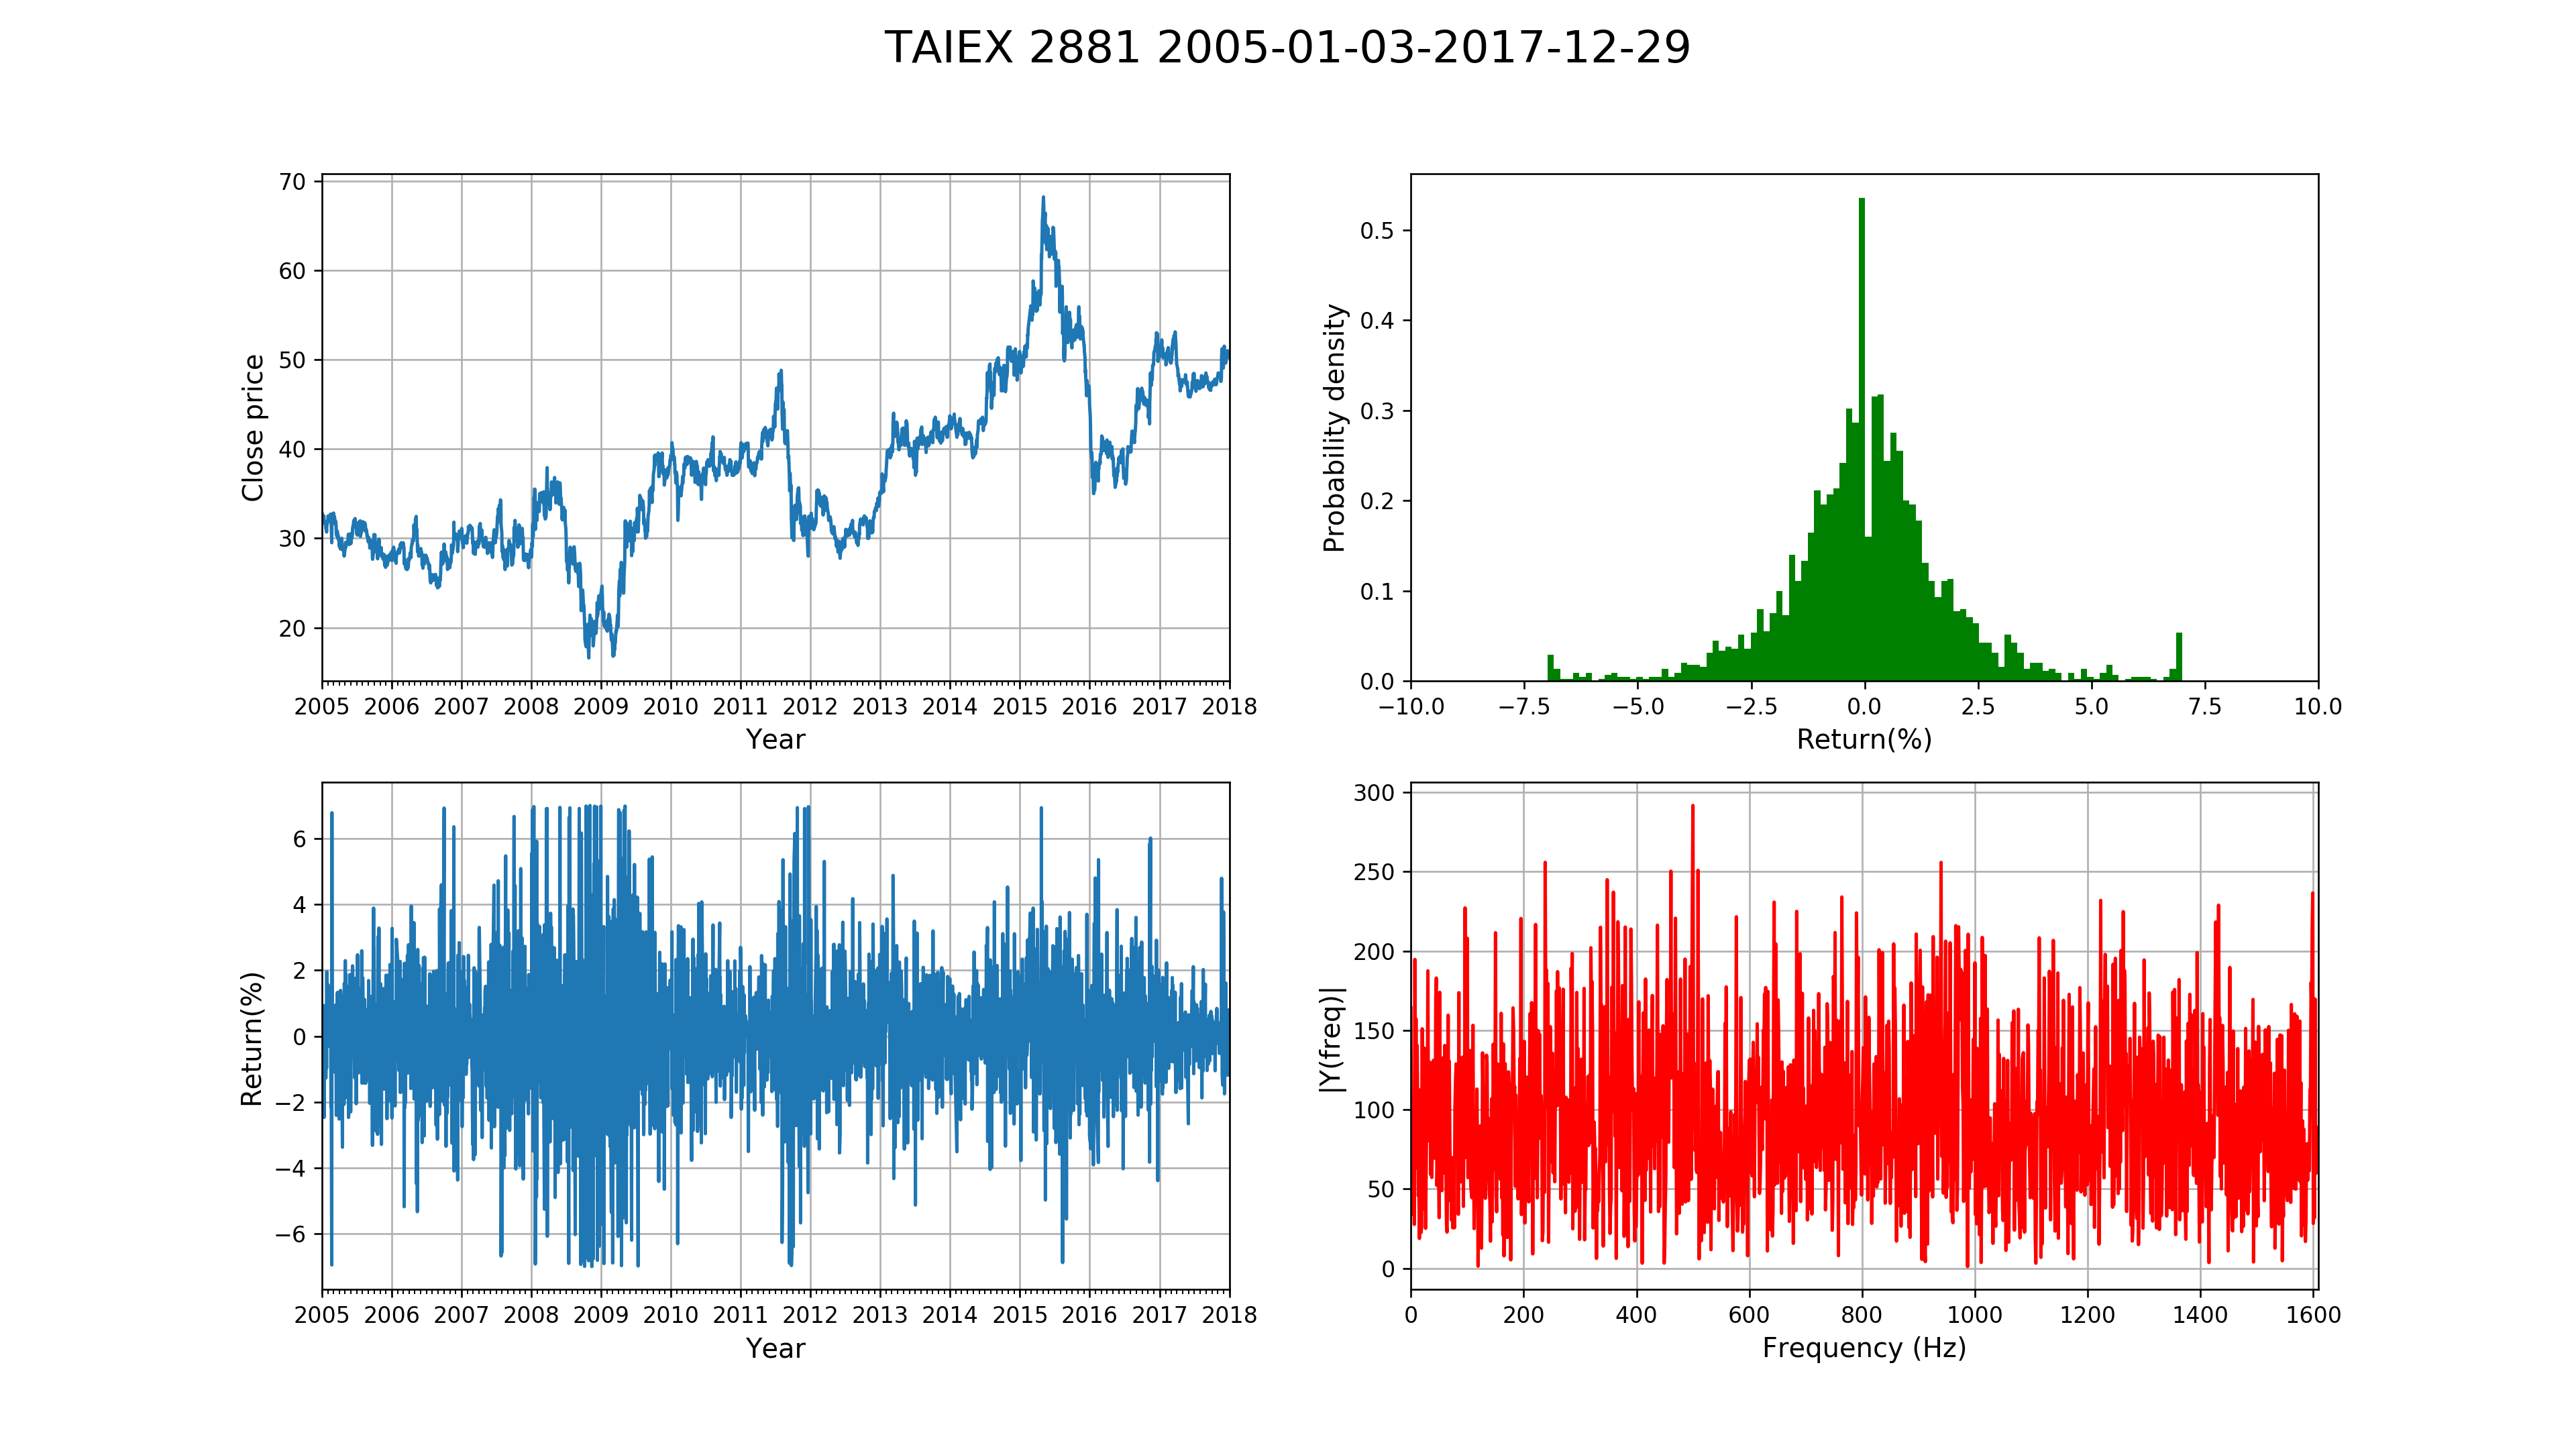 TAIEX 2881 2005-01-03-2017-12-29
70
60
50
40
30
20
Close price
2005 2006 2007 2008 2009 2010 2011 2012 2013 2014 2015 2016 2017 2018
Year
0.5
0.4
0.3
0.2
0.1
0.0
Probability density
−10.0 −7.5 −5.0 −2.5 0.0 2.5 5.0 7.5 10.0
Return(%)
6
4
2
0
−2
−4
−6
Return(%)
2005 2006 2007 2008 2009 2010 2011 2012 2013 2014 2015 2016 2017 2018
Year
300
250
200
150
100
50
0
|Y(freq)|
0 200 400 600 800 1000 1200 1400 1600
Frequency (Hz)